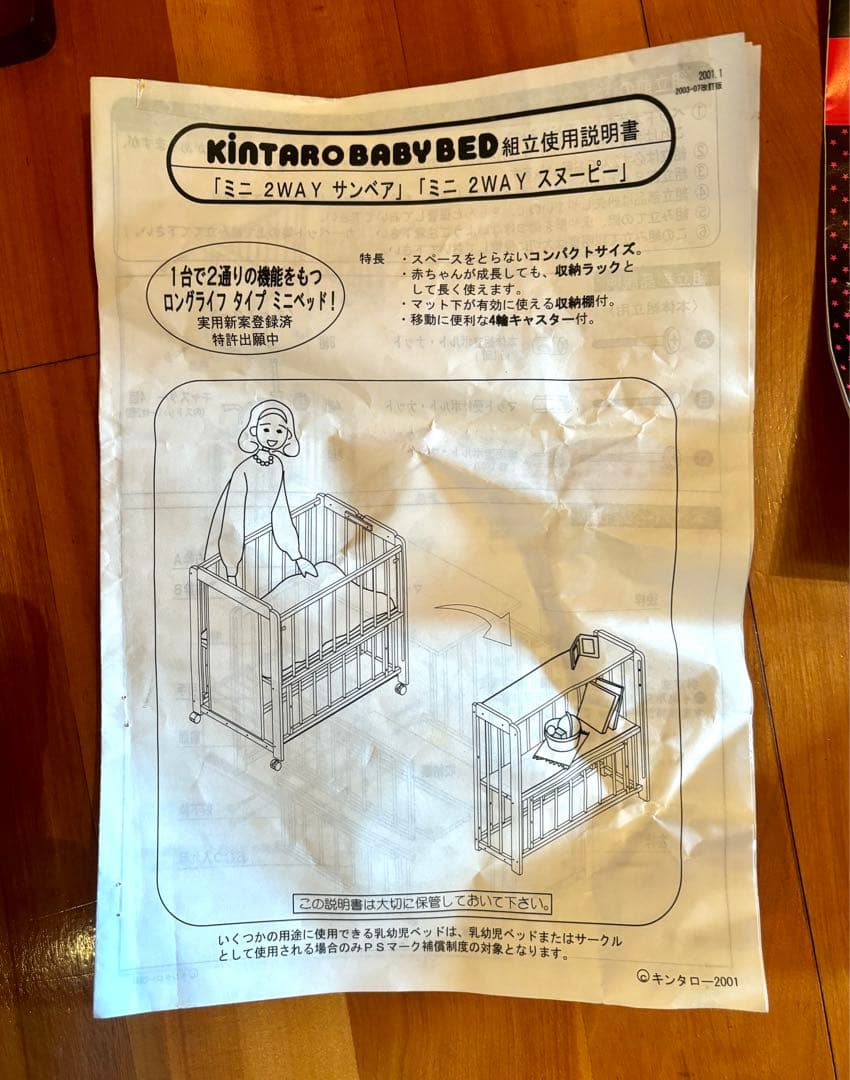 2001.1
2003-07改訂版
KINTARO BABY BED 組立使用説明書
「ミニ 2WAY サンベア」「ミニ 2WAY スヌーピー」
1台で2通りの機能をもつ
ロングライフ タイプ ミニベッド!
実用新案登録済
特許出願中
特長 ・スペースをとらないコンパクトサイズ。
・赤ちゃんが成長しても、収納ラックと
して長く使えます。
・マット下が有効に使える収納棚付。
・移動に便利な4輪キャスター付。
この説明書は大切に保管しておいて下さい。
いくつかの用途に使用できる乳幼児ベッドは、乳幼児ベッドまたはサークル
として使用される場合のみPSマーク補償制度の対象となります。
©キンタロー2001